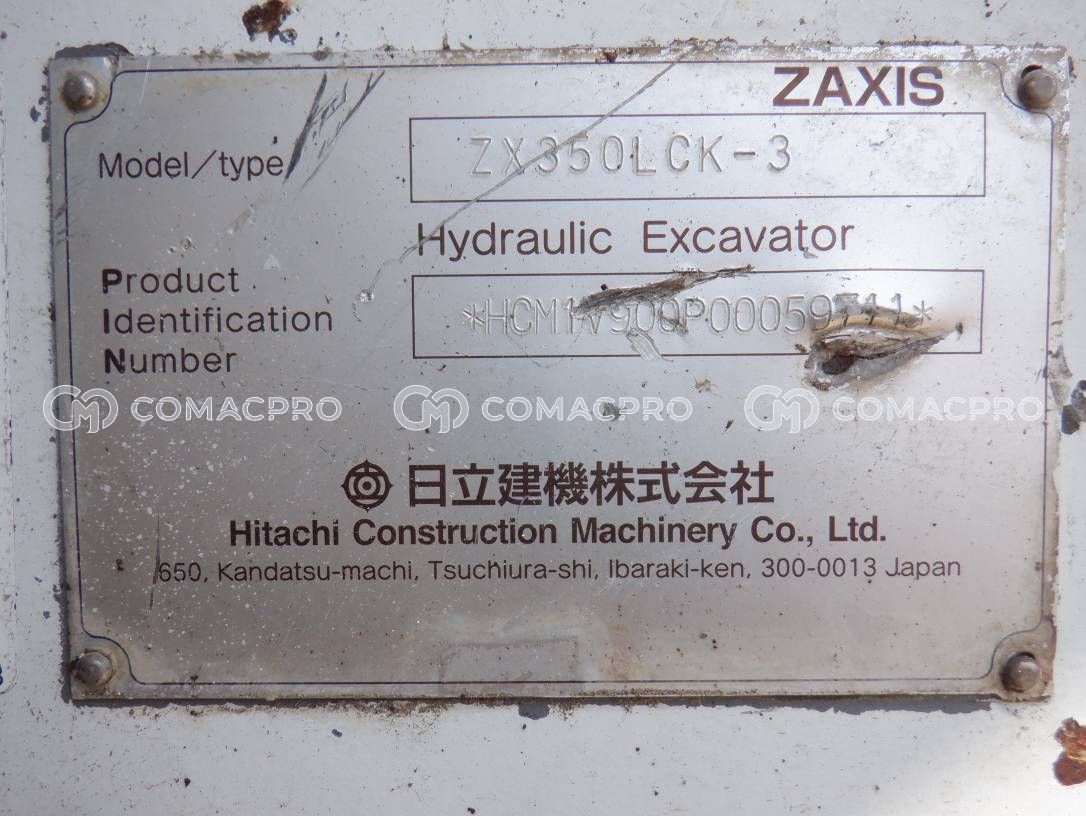 ZAXIS
Model/type ZX350LCK-3
Hydraulic Excavator
Product
Identification
Number
COMACPRO COMACPRO COMACPRO
日立建機株式会社
Hitachi Construction Machinery Co., Ltd.
650, Kandatsu-machi, Tsuchiura-shi, Ibaraki-ken, 300-0013 Japan